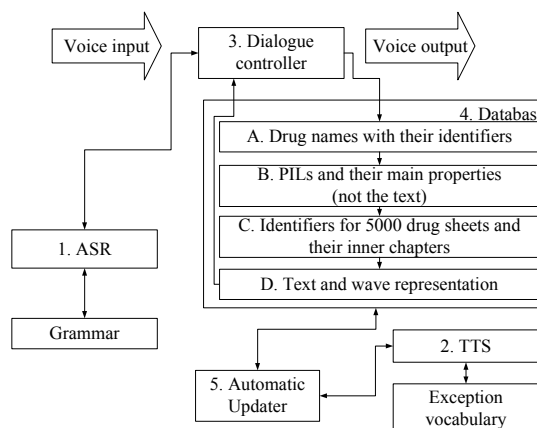 Voice input
3. Dialogue
controller
Voice output
4. Databas
A. Drug names with their identifiers
B. PILs and their main properties
(not the text)
C. Identifiers for 5000 drug sheets and
their inner chapters
1. ASR
D. Text and wave representation
Grammar
2. TTS
5. Automatic
Updater
Exception
vocabulary